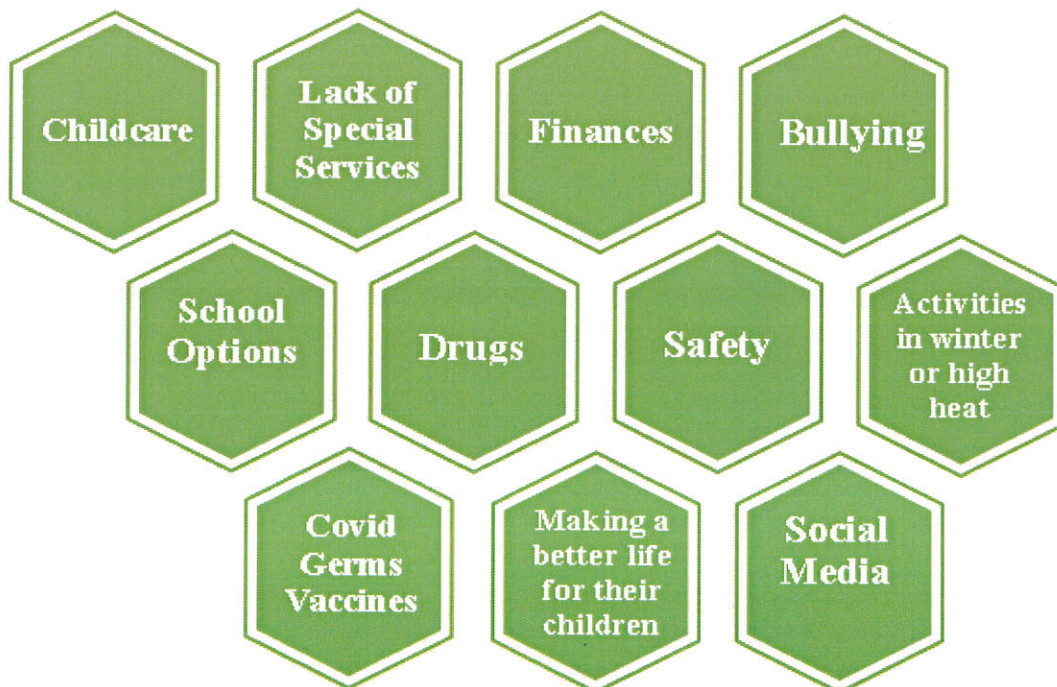 Childcare
Lack of
Special
Services
Finances
Bullying
School
Options
Drugs
Safety
Activities
in winter
or high
heat
Covid
Germs
Vaccines
Making a
better life
for their
children
Social
Media